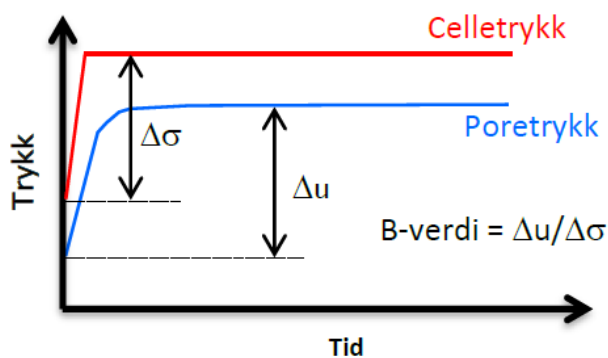 Celletrykk
Poretrykk
Trykk
Δσ
Δu
B-verdi = Δu/Δσ
Tid